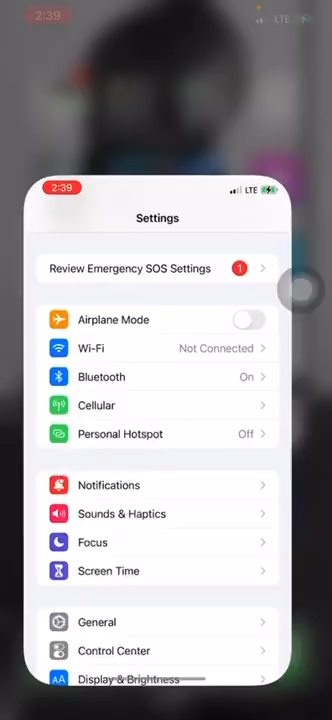 2:39
LTE
2:39
LTE
Settings
Review Emergency SOS Settings 1
Airplane Mode
Wi-Fi Not Connected
Bluetooth On
Cellular
Personal Hotspot Off
Notifications
Sounds & Haptics
Focus
Screen Time
General
Control Center
AA Display & Brightness